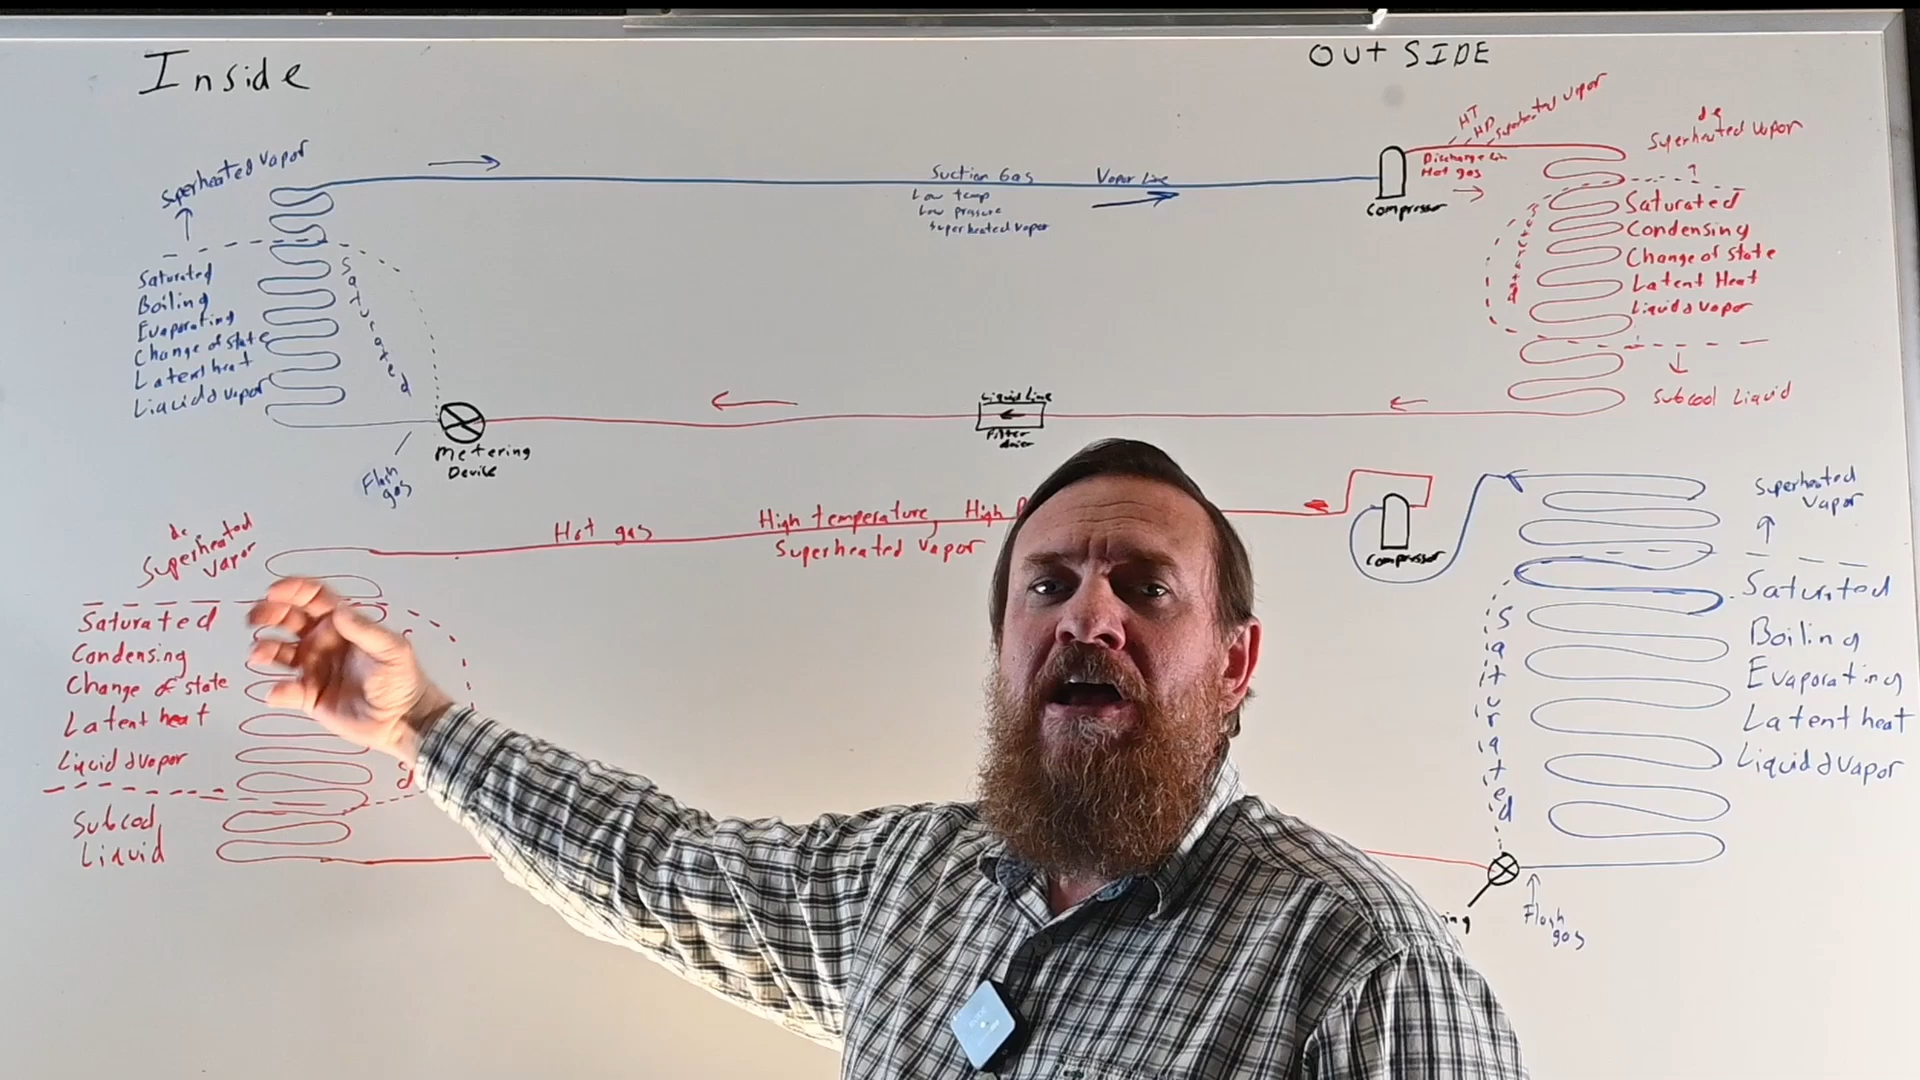 Inside
OUTSIDE
Superheated vapor
Saturated
Boiling
Evaporating
Change of state
Latent heat
Liquid & vapor
Saturated
Flash
gas
Metering
Device
Suction Gas
Low temp
Low pressure
Superheated vapor
Vapor Line
Compressor
HT
HP
Superheated vapor
Discharge Line
Hot gas
de
Superheated vapor
Saturated
Condensing
Change of state
Latent Heat
Liquid & vapor
Subcool Liquid
Liquid Line
Filter
drier
de
Superheated
vapor
Saturated
Condensing
Change of state
Latent heat
Liquid & vapor
Subcool
Liquid
Hot gas
High temperature, High
Superheated vapor
Compressor
Superheated
Vapor
Saturated
Boiling
Evaporating
Latent heat
Liquid & vapor
Saturated
Flash
gas